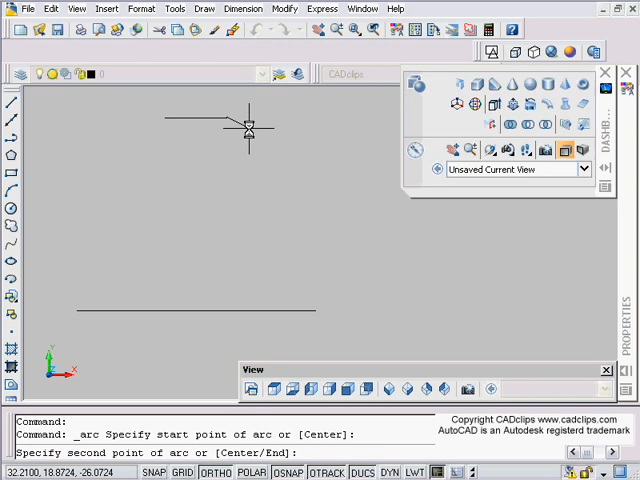 File Edit View Insert Format Tools Draw Dimension Modify Express Window Help
0
CADclips
DASHB...
Unsaved Current View
PROPERTIES
Y
X
View
Command:
Command: _arc Specify start point of arc or [Center]:
Specify second point of arc or [Center/End]:
Copyright CADclips www.cadclips.com
AutoCAD is an Autodesk registerd trademark
32.2100, 18.8724, -26.0724 SNAP GRID ORTHO POLAR OSNAP OTRACK DUCS DYN LWT